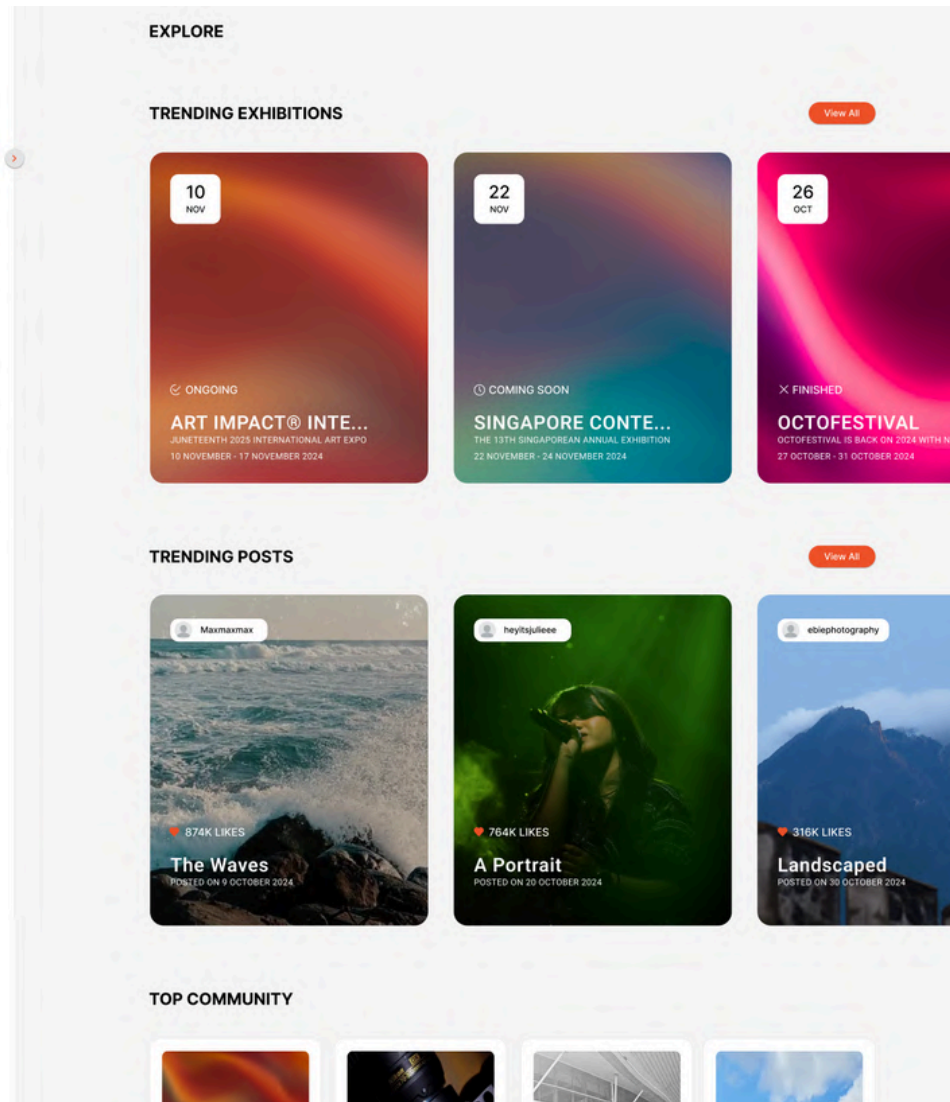 EXPLORE
TRENDING EXHIBITIONS
View All
10
NOV
ONGOING
ART IMPACT® INTE...
JUNETEENTH 2025 INTERNATIONAL ART EXPO
10 NOVEMBER - 17 NOVEMBER 2024
22
NOV
COMING SOON
SINGAPORE CONTE...
THE 13TH SINGAPOREAN ANNUAL EXHIBITION
22 NOVEMBER - 24 NOVEMBER 2024
26
OCT
FINISHED
OCTOFESTIVAL
OCTOFESTIVAL IS BACK ON 2024 WITH N
27 OCTOBER - 31 OCTOBER 2024
TRENDING POSTS
View All
Maxmaxmax
874K LIKES
The Waves
POSTED ON 9 OCTOBER 2024
heyitsjulieee
764K LIKES
A Portrait
POSTED ON 20 OCTOBER 2024
ebiephotography
316K LIKES
Landscaped
POSTED ON 30 OCTOBER 2024
TOP COMMUNITY